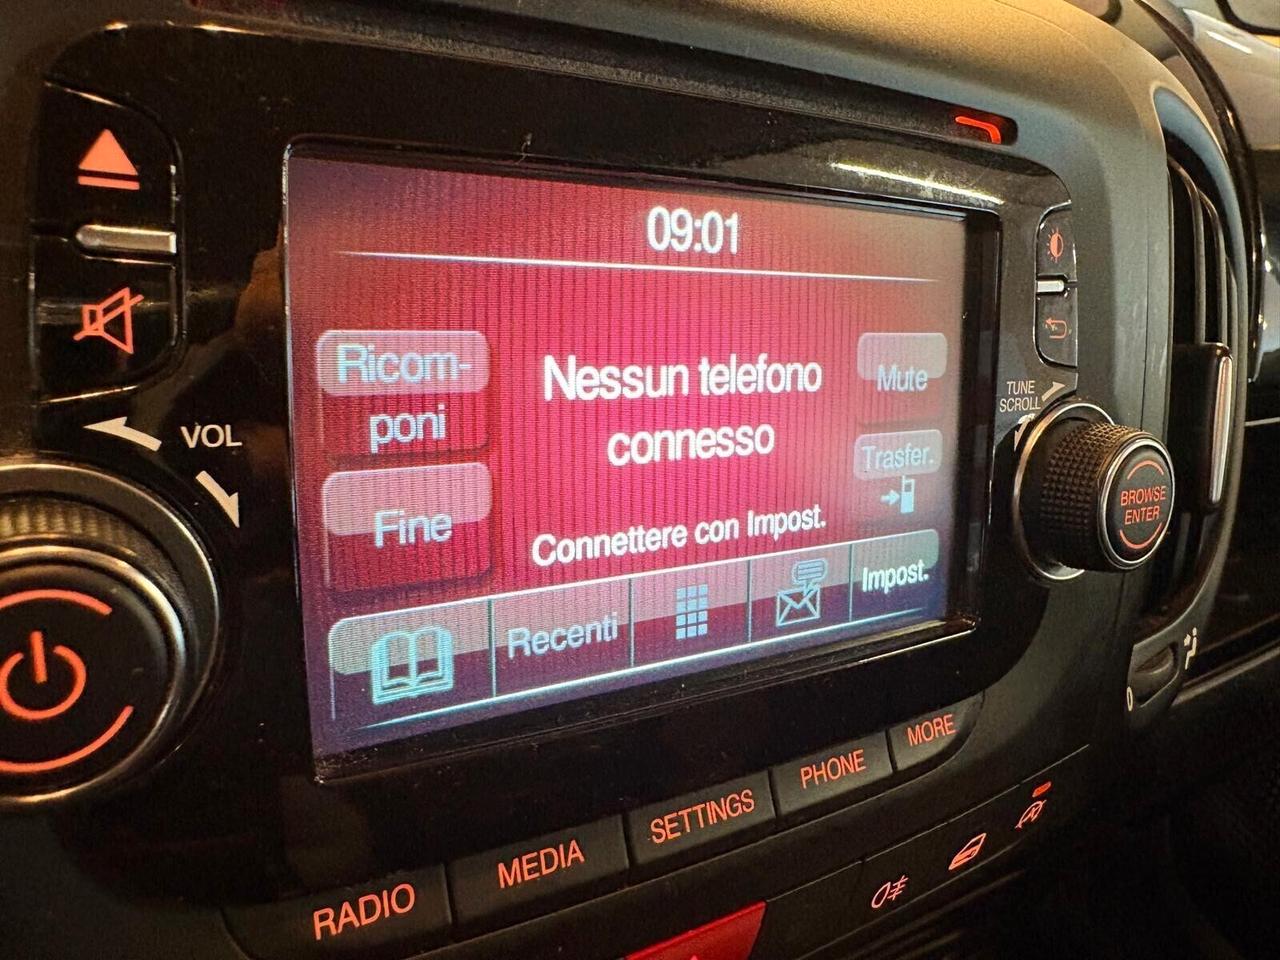 09:01
Ricom-
poni
Nessun telefono
connesso
Mute
Trasfer.
Fine
Connettere con Impost.
Recenti
Impost.
VOL
TUNE
SCROLL
BROWSE
ENTER
RADIO
MEDIA
SETTINGS
PHONE
MORE
0